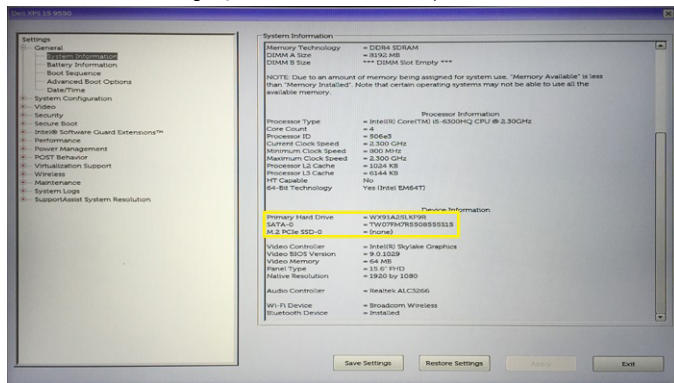 Dell XPS 15 9550
Settings
General
System Information
Battery Information
Boot Sequence
Advanced Boot Options
Date/Time
System Configuration
Video
Security
Secure Boot
Intel® Software Guard Extensions™
Performance
Power Management
POST Behavior
Virtualization Support
Wireless
Maintenance
System Logs
SupportAssist System Resolution
System Information
Memory Technology = DDR4 SDRAM
DIMM A Size = 8192 MB
DIMM B Size *** DIMM Slot Empty ***
NOTE: Due to an amount of memory being assigned for system use, "Memory Available" is less
than "Memory Installed". Note that certain operating systems may not be able to use all the
available memory.
Processor Information
Processor Type = Intel(R) Core(TM) i5-6300HQ CPU @ 2.30GHz
Core Count = 4
Processor ID = 506e3
Current Clock Speed = 2.300 GHz
Minimum Clock Speed = 800 MHz
Maximum Clock Speed = 2.300 GHz
Processor L2 Cache = 1024 KB
Processor L3 Cache = 6144 KB
HT Capable No
64-Bit Technology Yes (Intel EM64T)
Device Information
Primary Hard Drive = WX91A25LKF9R
SATA-0 = TW07FM7R5508555515
M.2 PCIe SSD-0 = (none)
Video Controller = Intel(R) Skylake Graphics
Video BIOS Version = 9.0.1029
Video Memory = 64 MB
Panel Type = 15.6" FHD
Native Resolution = 1920 by 1080
Audio Controller = Realtek ALC3266
Wi-Fi Device = Broadcom Wireless
Bluetooth Device = Installed
Save Settings
Restore Settings
Apply
Exit